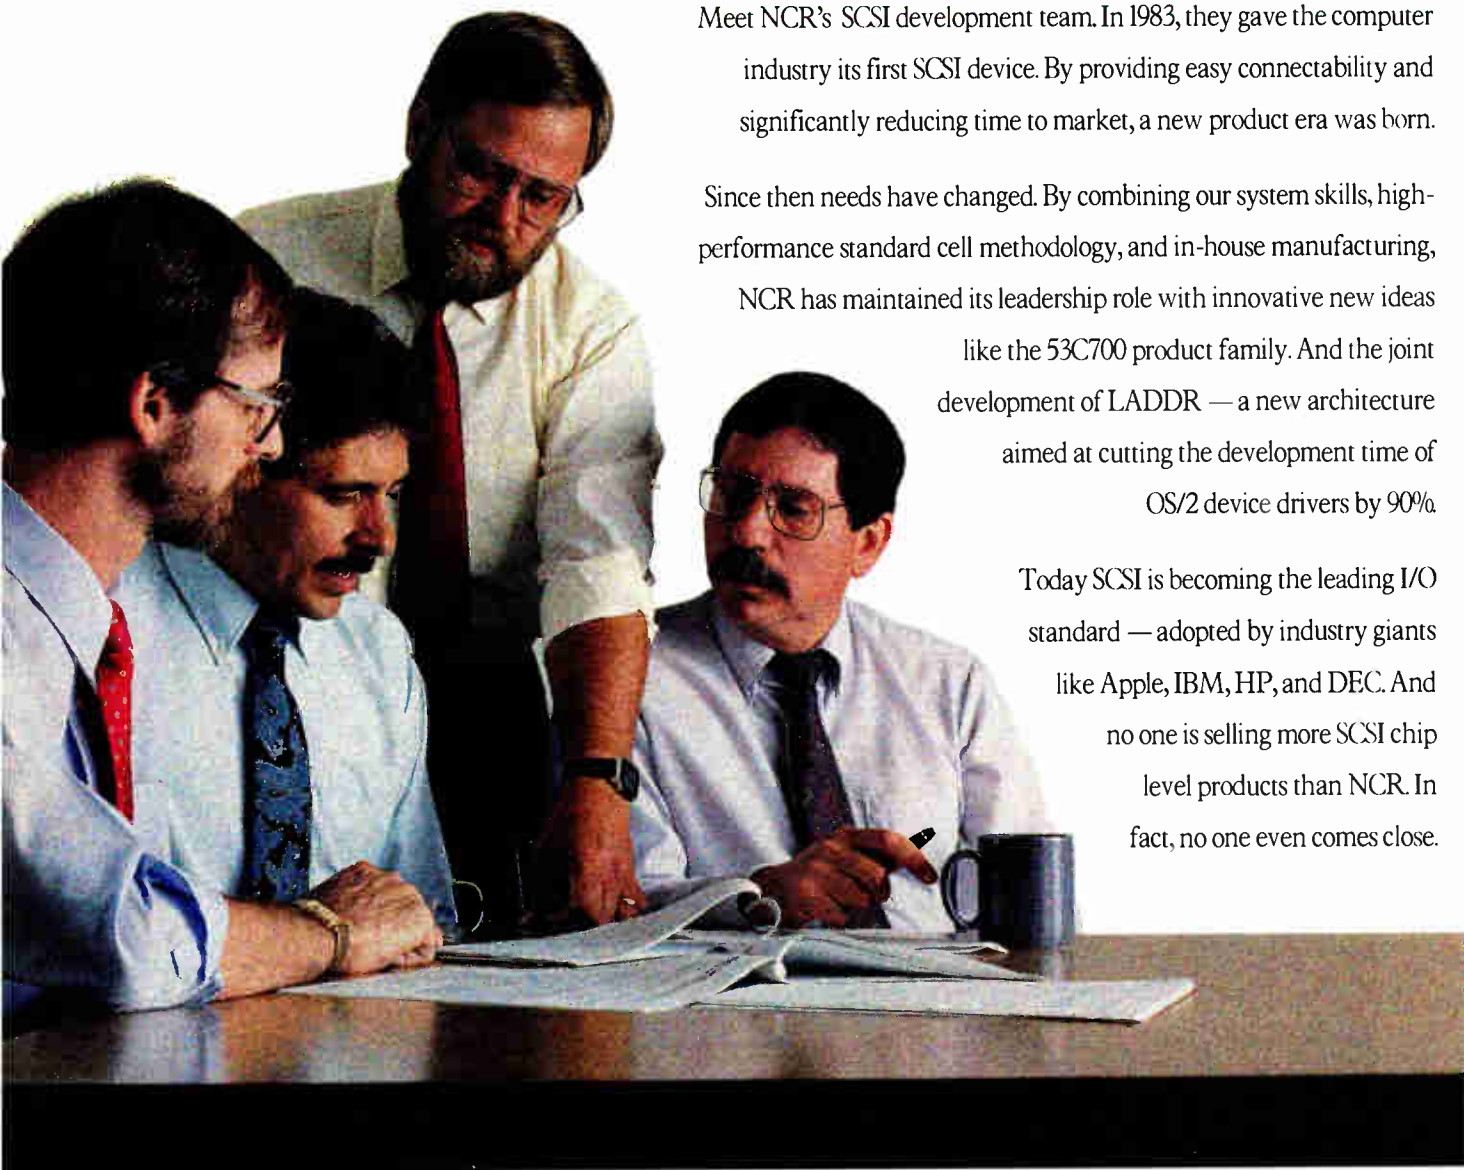 Meet NCR's SCSI development team. In 1983, they gave the computer
industry its first SCSI device. By providing easy connectability and
significantly reducing time to market, a new product era was born.
Since then needs have changed. By combining our system skills, high-
performance standard cell methodology, and in-house manufacturing,
NCR has maintained its leadership role with innovative new ideas
like the 53C700 product family. And the joint
development of LADDR — a new architecture
aimed at cutting the development time of
OS/2 device drivers by 90%.
Today SCSI is becoming the leading I/O
standard — adopted by industry giants
like Apple, IBM, HP, and DEC. And
no one is selling more SCSI chip
level products than NCR. In
fact, no one even comes close.